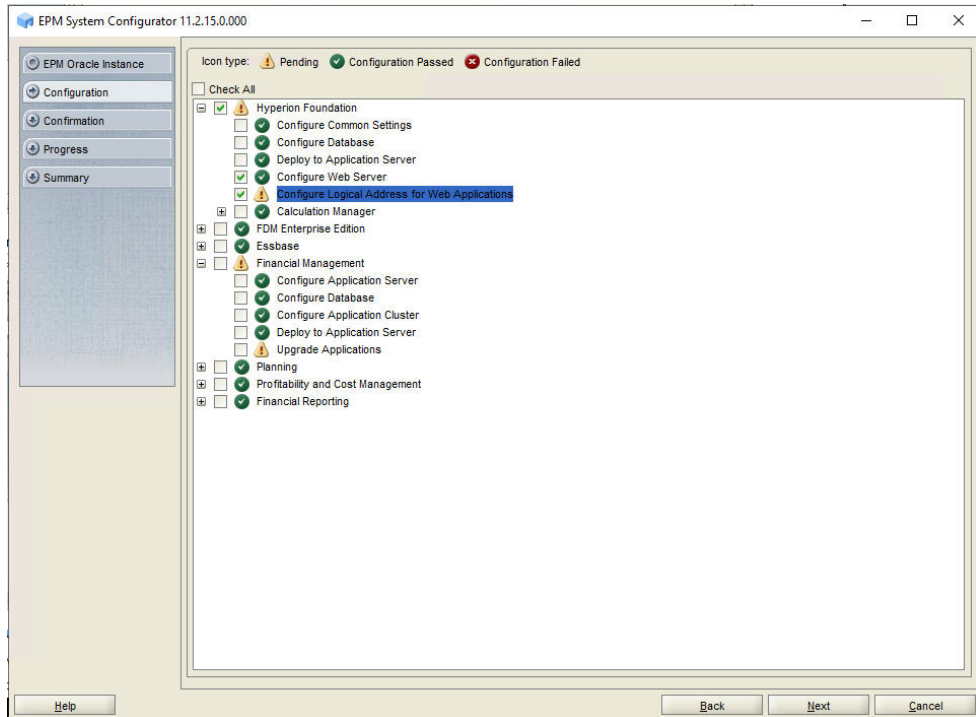 EPM System Configurator 11.2.15.0.000
EPM Oracle Instance
Configuration
Confirmation
Progress
Summary
Icon type: Pending Configuration Passed Configuration Failed
Check All
Hyperion Foundation
Configure Common Settings
Configure Database
Deploy to Application Server
Configure Web Server
Configure Logical Address for Web Applications
Calculation Manager
FDM Enterprise Edition
Essbase
Financial Management
Configure Application Server
Configure Database
Configure Application Cluster
Deploy to Application Server
Upgrade Applications
Planning
Profitability and Cost Management
Financial Reporting
Help Back Next Cancel